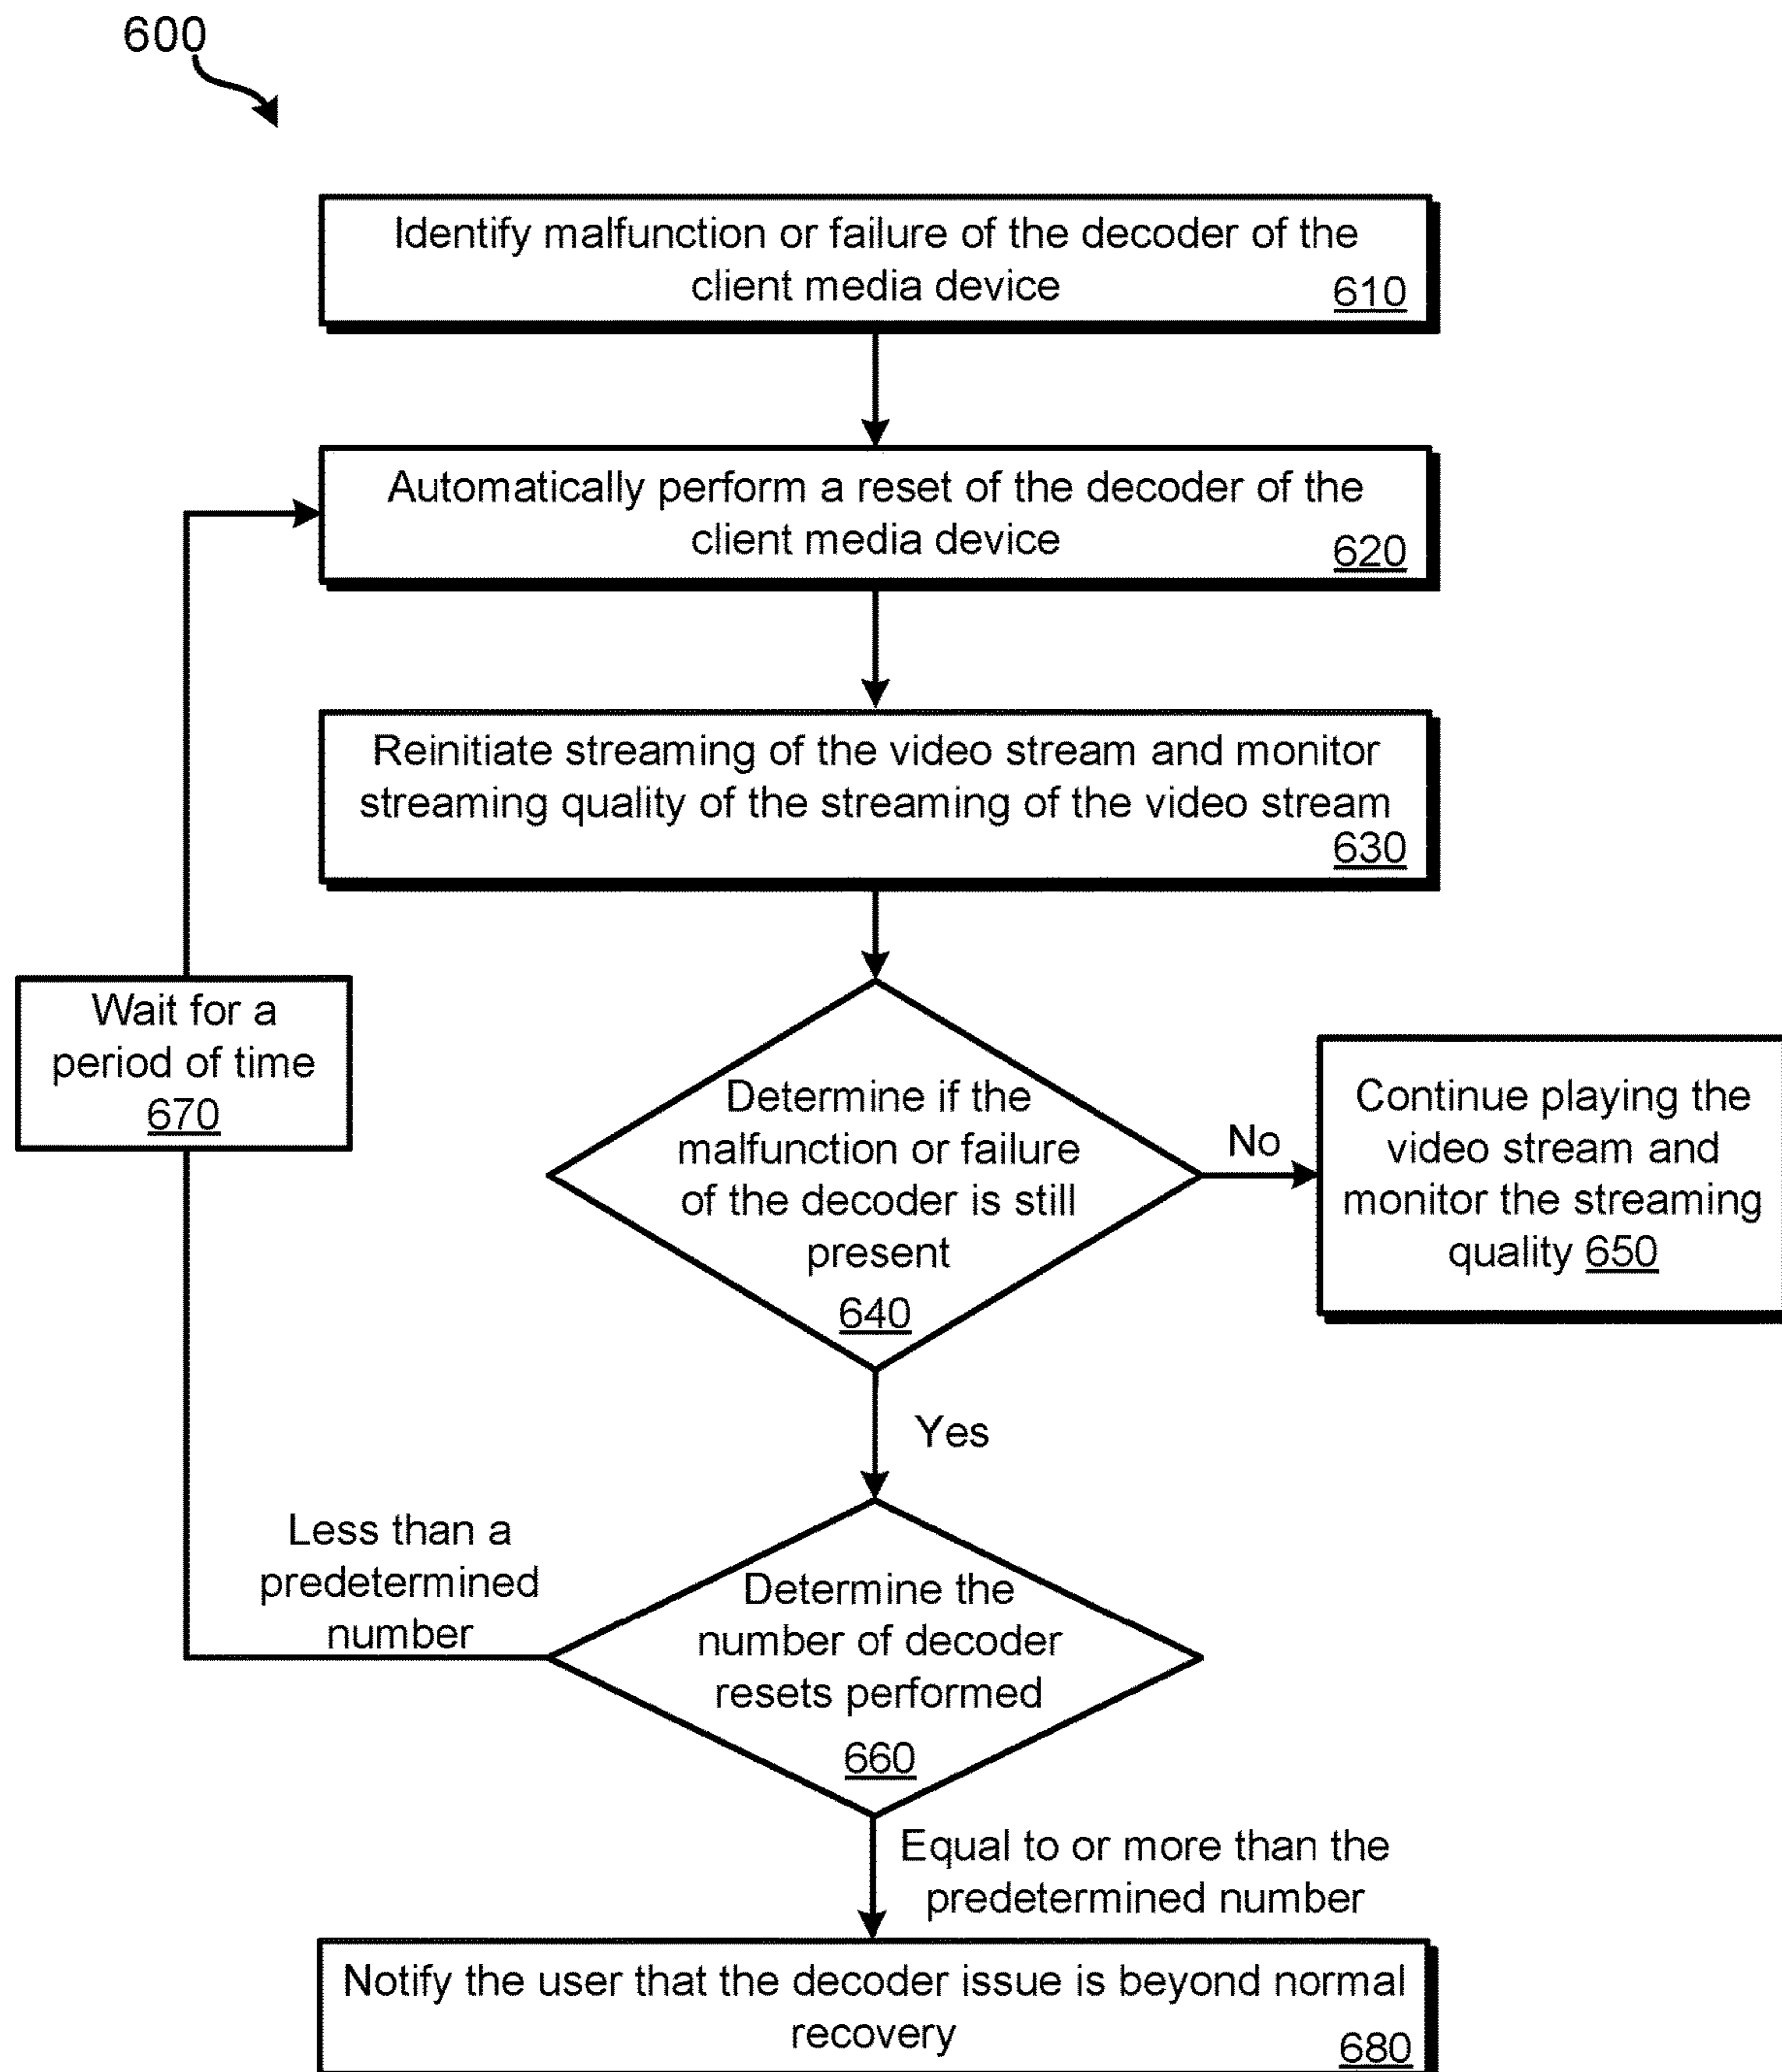 600
Identify malfunction or failure of the decoder of the
client media device
610
Automatically perform a reset of the decoder of the
client media device
620
Reinitiate streaming of the video stream and monitor
streaming quality of the streaming of the video stream
630
Wait for a
period of time
670
Determine if the
malfunction or failure
of the decoder is still
present
640
No
Continue playing the
video stream and
monitor the streaming
quality 650
Yes
Less than a
predetermined
number
Determine the
number of decoder
resets performed
660
Equal to or more than the
predetermined number
Notify the user that the decoder issue is beyond normal
recovery
680